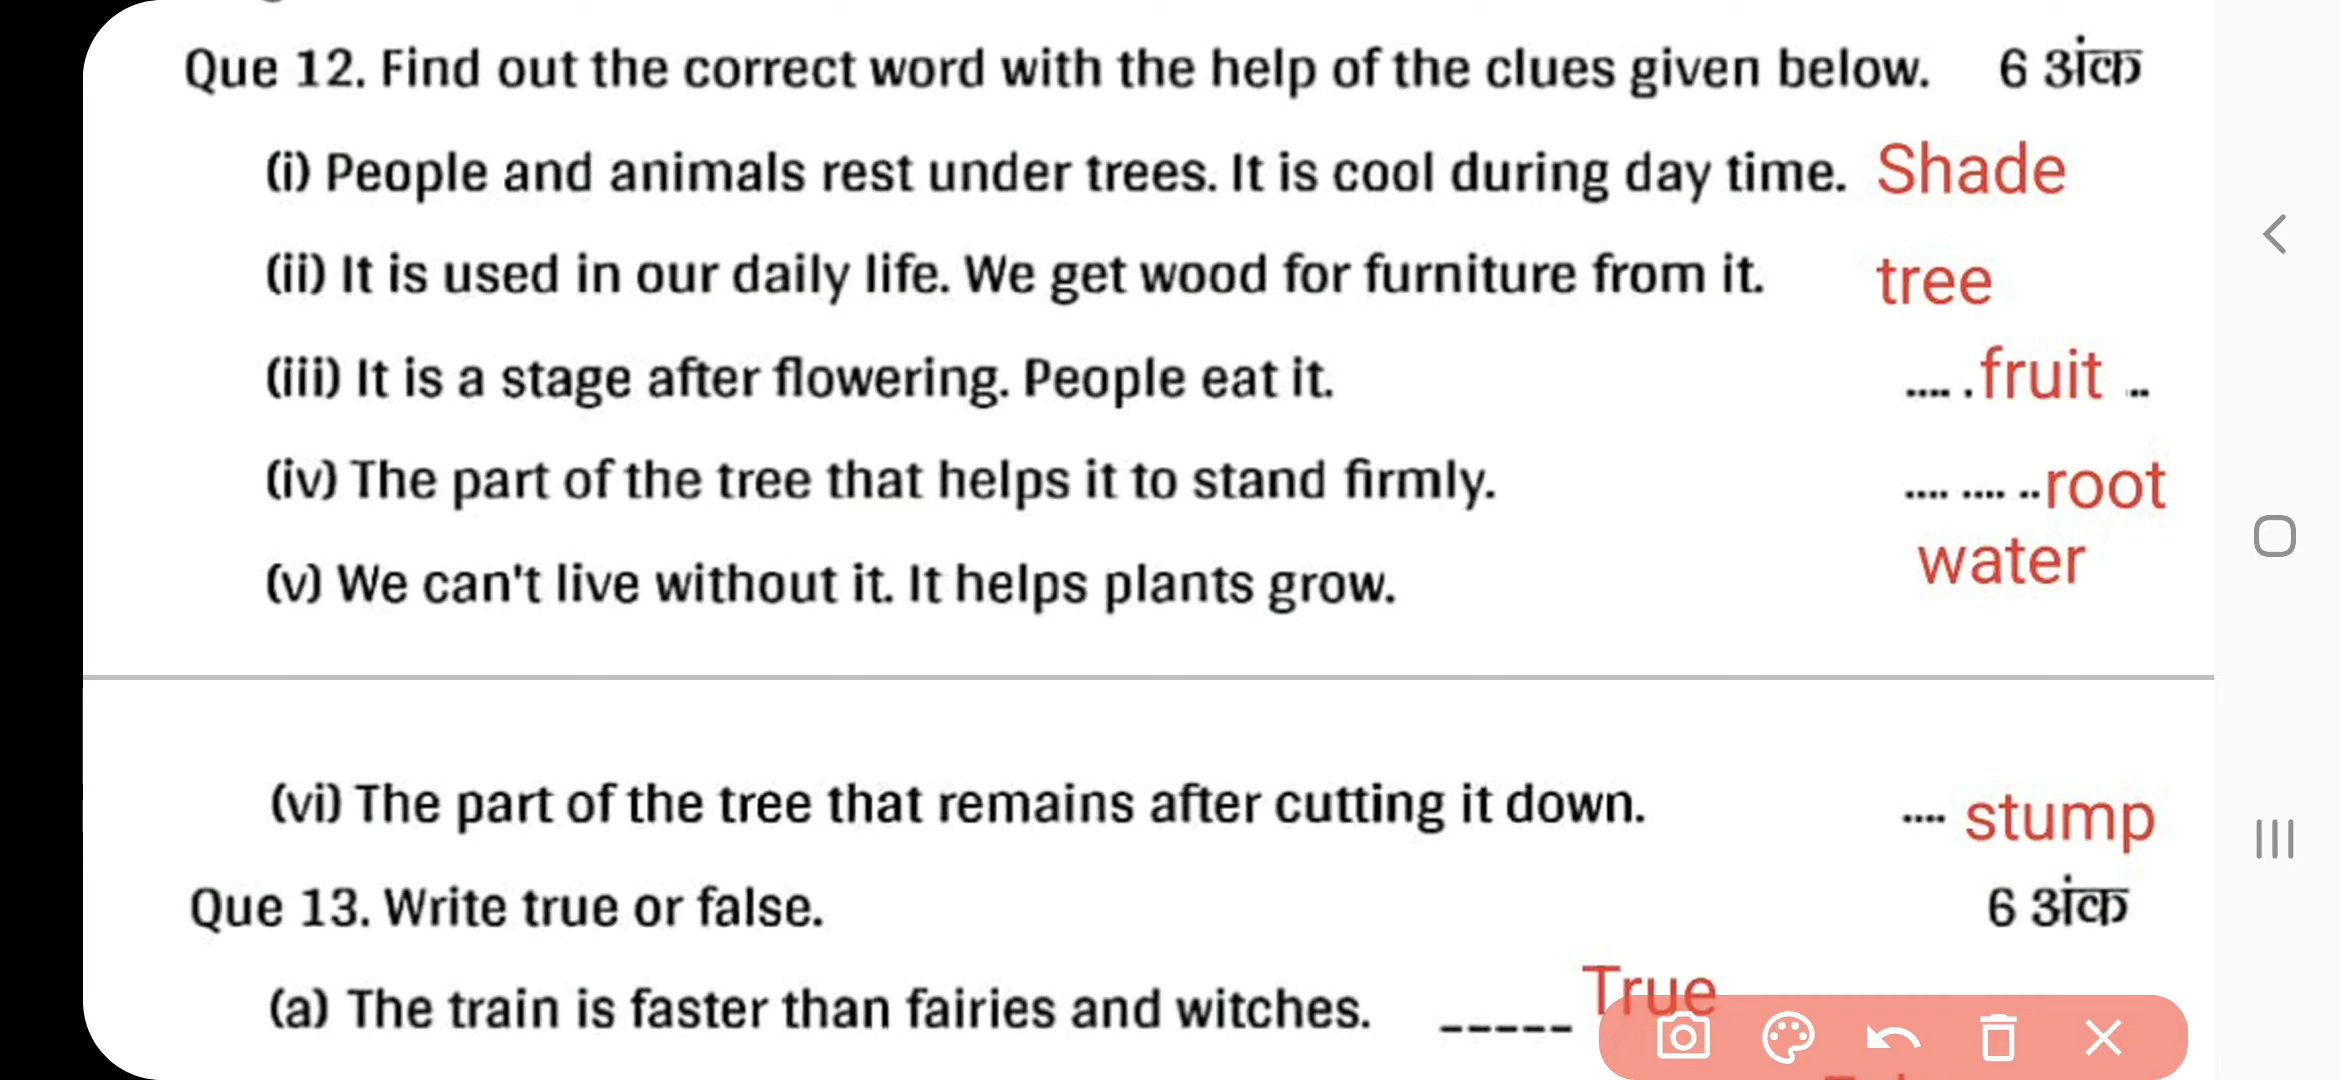 Que 12. Find out the correct word with the help of the clues given below. 6 अंक
(i) People and animals rest under trees. It is cool during day time. Shade
(ii) It is used in our daily life. We get wood for furniture from it. tree
(iii) It is a stage after flowering. People eat it. ..... .fruit ..
(iv) The part of the tree that helps it to stand firmly. ..... ..... ..root
(v) We can't live without it. It helps plants grow. water
(vi) The part of the tree that remains after cutting it down. .... stump
Que 13. Write true or false. 6 अंक
(a) The train is faster than fairies and witches. ----- True